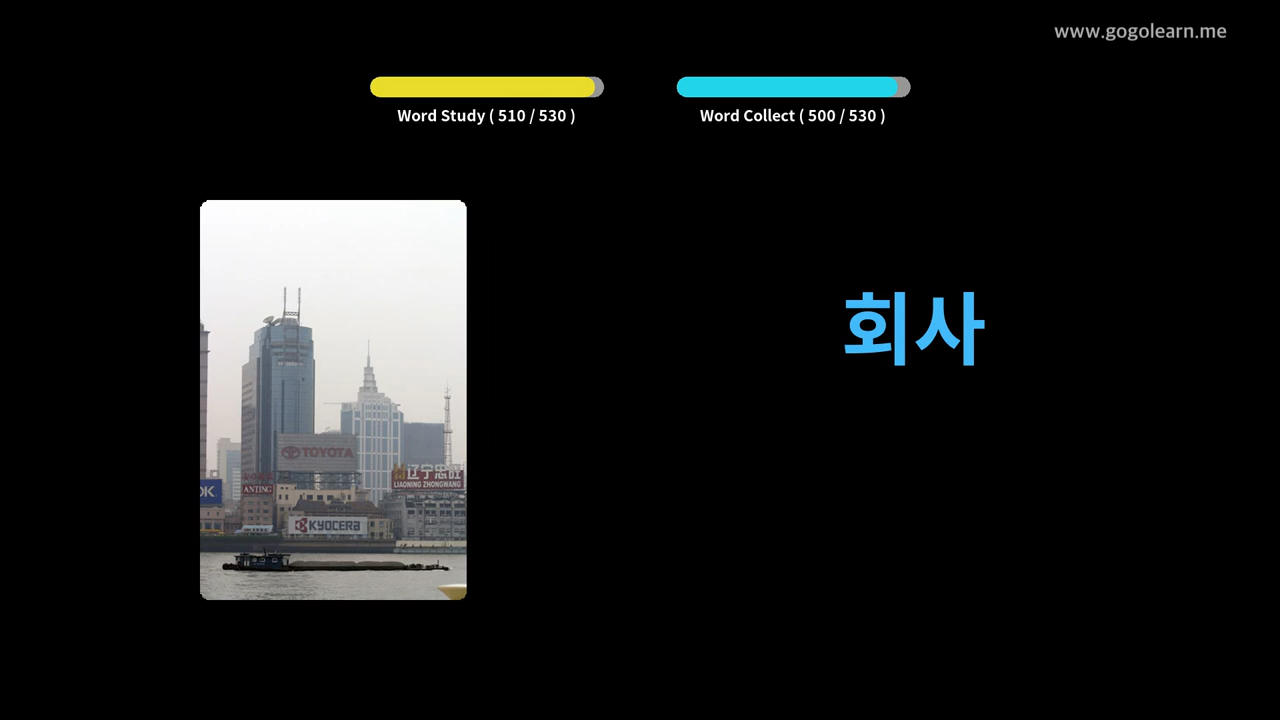 www.gogolearn.me
Word Study ( 510 / 530 )
Word Collect ( 500 / 530 )
회사
TOYOTA
辽宁忠旺
LIAONING ZHONGWANG
ANTING
OK
KYOCERA